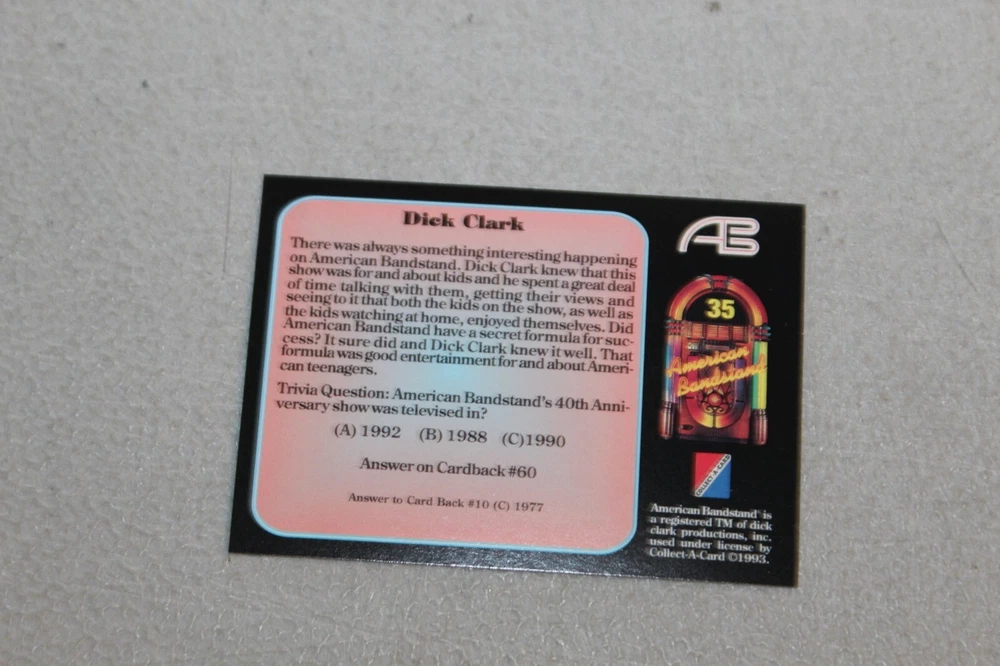 Dick Clark
There was always something interesting happening
on American Bandstand. Dick Clark knew that this
show was for and about kids and he spent a great deal
of time talking with them, getting their views and
seeing to it that both the kids on the show, as well as
the kids watching at home, enjoyed themselves. Did
American Bandstand have a secret formula for suc-
cess? It sure did and Dick Clark knew it well. That
formula was good entertainment for and about Ameri-
can teenagers.
Trivia Question: American Bandstand's 40th Anni-
versary show was televised in?
(A) 1992 (B) 1988 (C)1990
Answer on Cardback #60
Answer to Card Back #10 (C) 1977
AB
35
American
Bandstand
COLLECT-A-CARD
American Bandstand is
a registered TM of dick
clark productions, inc.
used under license by
Collect-A-Card ©1993.